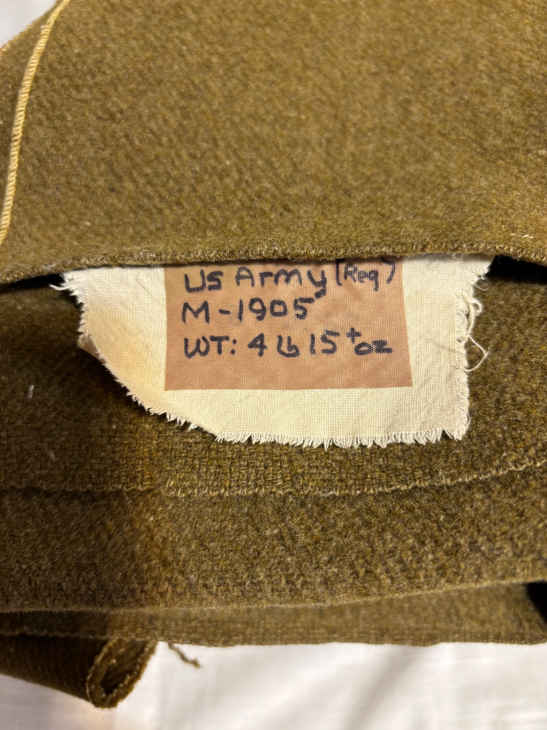 US Army (Reg)
M-1905
WT: 4 lb 15+ oz